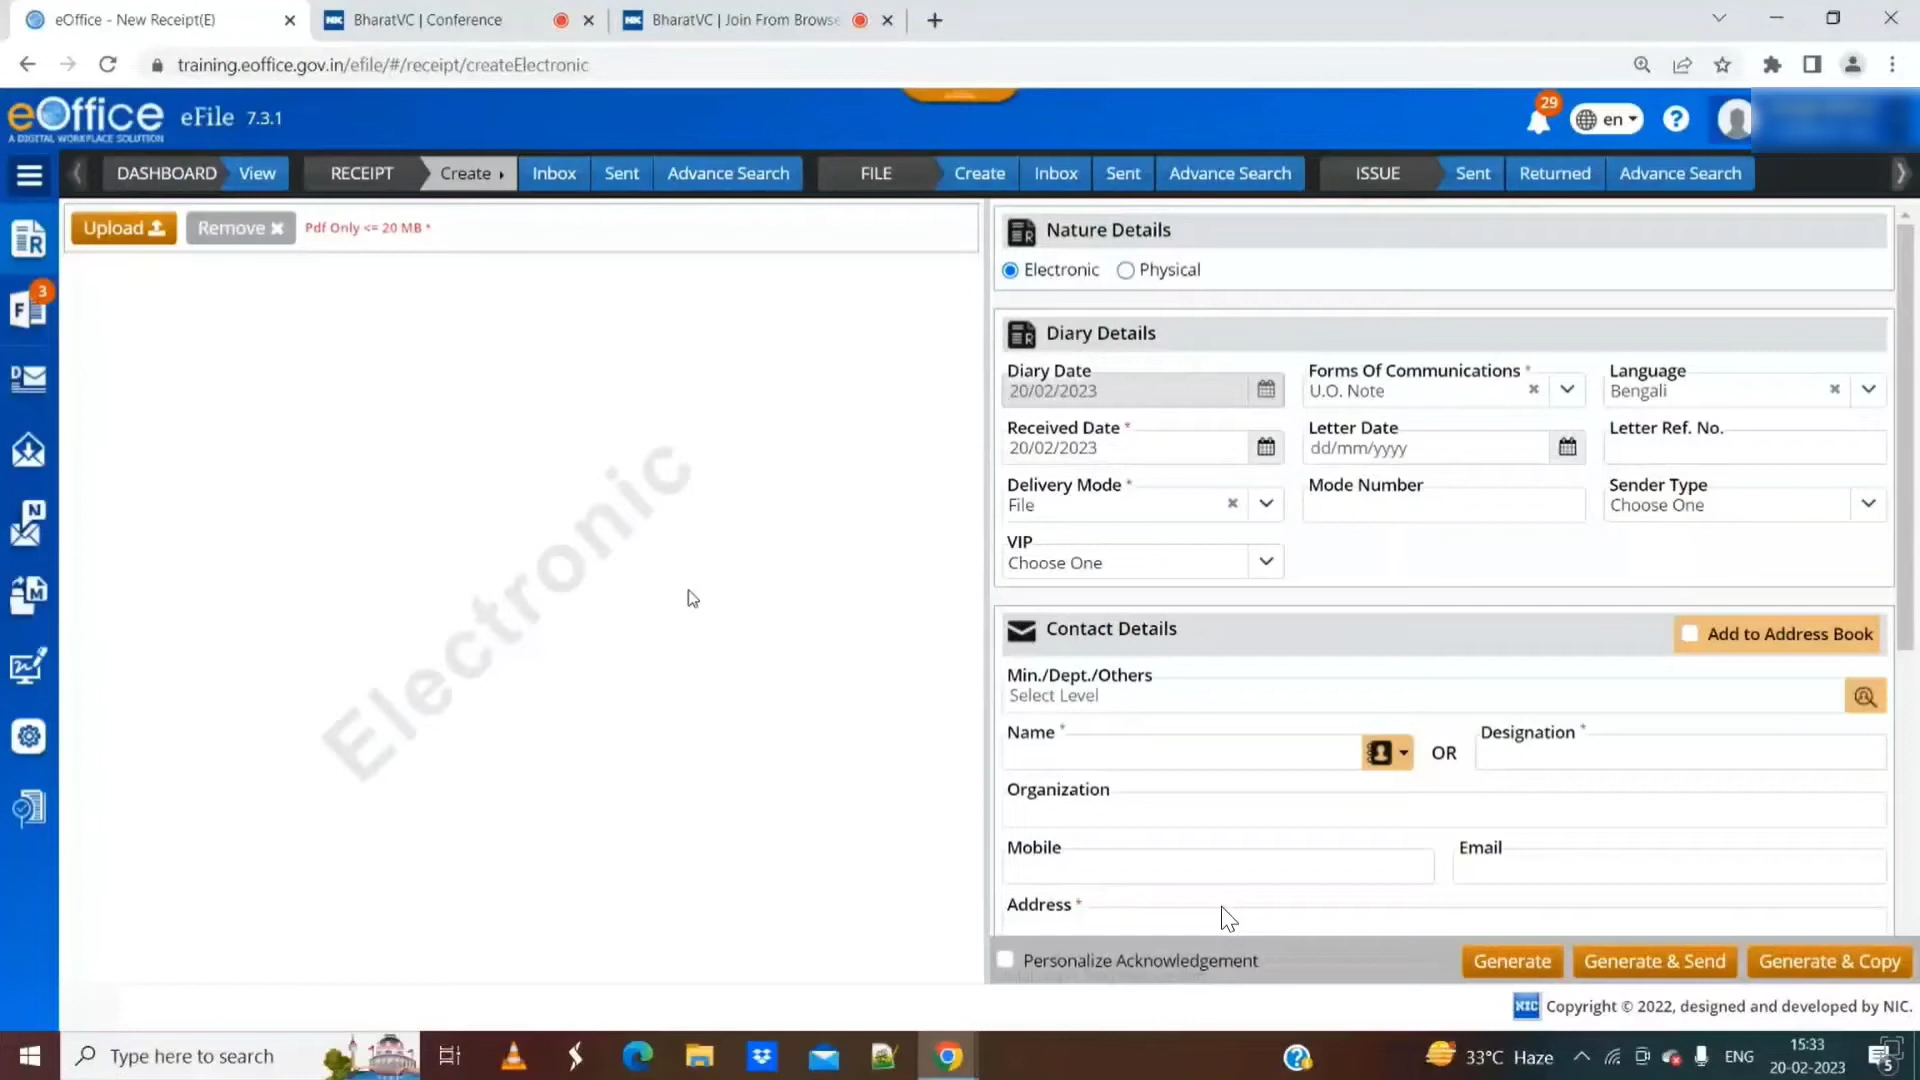 eOffice - New Receipt(E)
BharatVC | Conference
BharatVC | Join From Browse
training.eoffice.gov.in/efile/#/receipt/createElectronic
eOffice
A DIGITAL WORKPLACE SOLUTION
eFile 7.3.1
29
en
DASHBOARD View RECEIPT Create Inbox Sent Advance Search FILE Create Inbox Sent Advance Search ISSUE Sent Returned Advance Search
Upload Remove Pdf Only <= 20 MB *
3
Electronic
Nature Details
Electronic Physical
Diary Details
Diary Date Forms Of Communications * Language
20/02/2023 U.O. Note Bengali
Received Date * Letter Date Letter Ref. No.
20/02/2023 dd/mm/yyyy
Delivery Mode * Mode Number Sender Type
File Choose One
VIP
Choose One
Contact Details Add to Address Book
Min./Dept./Others
Select Level
Name * OR Designation *
Organization
Mobile Email
Address *
Personalize Acknowledgement Generate Generate & Send Generate & Copy
NIC Copyright © 2022, designed and developed by NIC.
Type here to search
33°C Haze ENG 15:33
20-02-2023 5